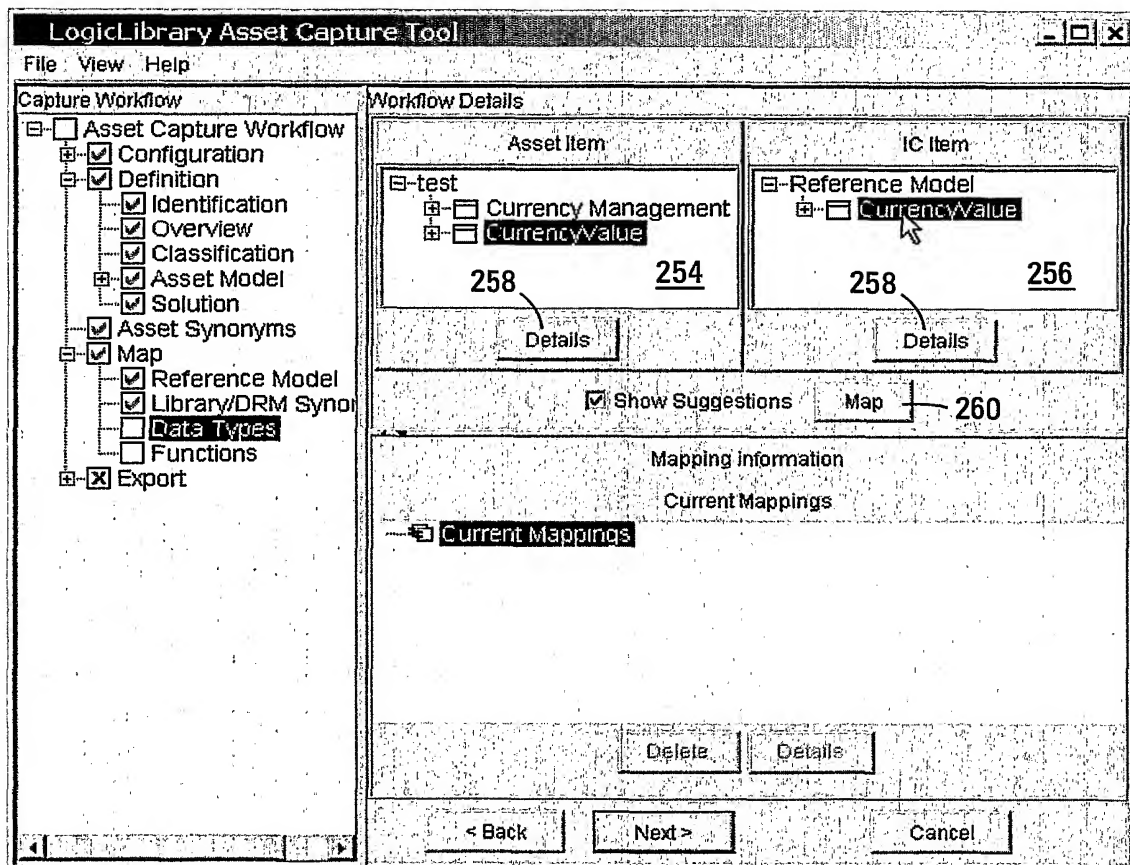 LogicLibrary Asset Capture Tool
File View Help
Capture Workflow
Asset Capture Workflow
Configuration
Definition
Identification
Overview
Classification
Asset Model
Solution
Asset Synonyms
Map
Reference Model
Library/DRM Synor
Data Types
Functions
Export
Workflow Details
Asset Item
test
Currency Management
CurrencyValue
258
254
Details
IC Item
Reference Model
CurrencyValue
258
256
Details
Show Suggestions
Map
260
Mapping information
Current Mappings
Current Mappings
Delete
Details
< Back
Next >
Cancel